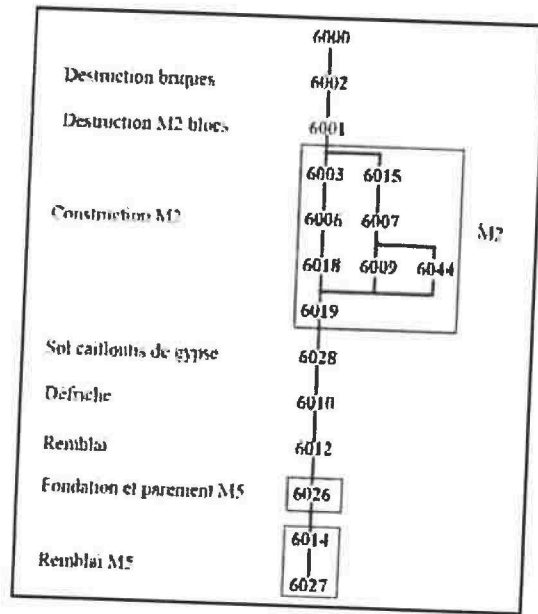 6000
Destruction briques 6002
Destruction M2 blocs 6001
6003 6015
Construction M2 6006 6007 M2
6018 6009 6044
6019
Sol cailloutis de gypse 6028
Défriche 6010
Remblai 6012
Fondation et parement M5 6026
6014
Remblai M5
6027